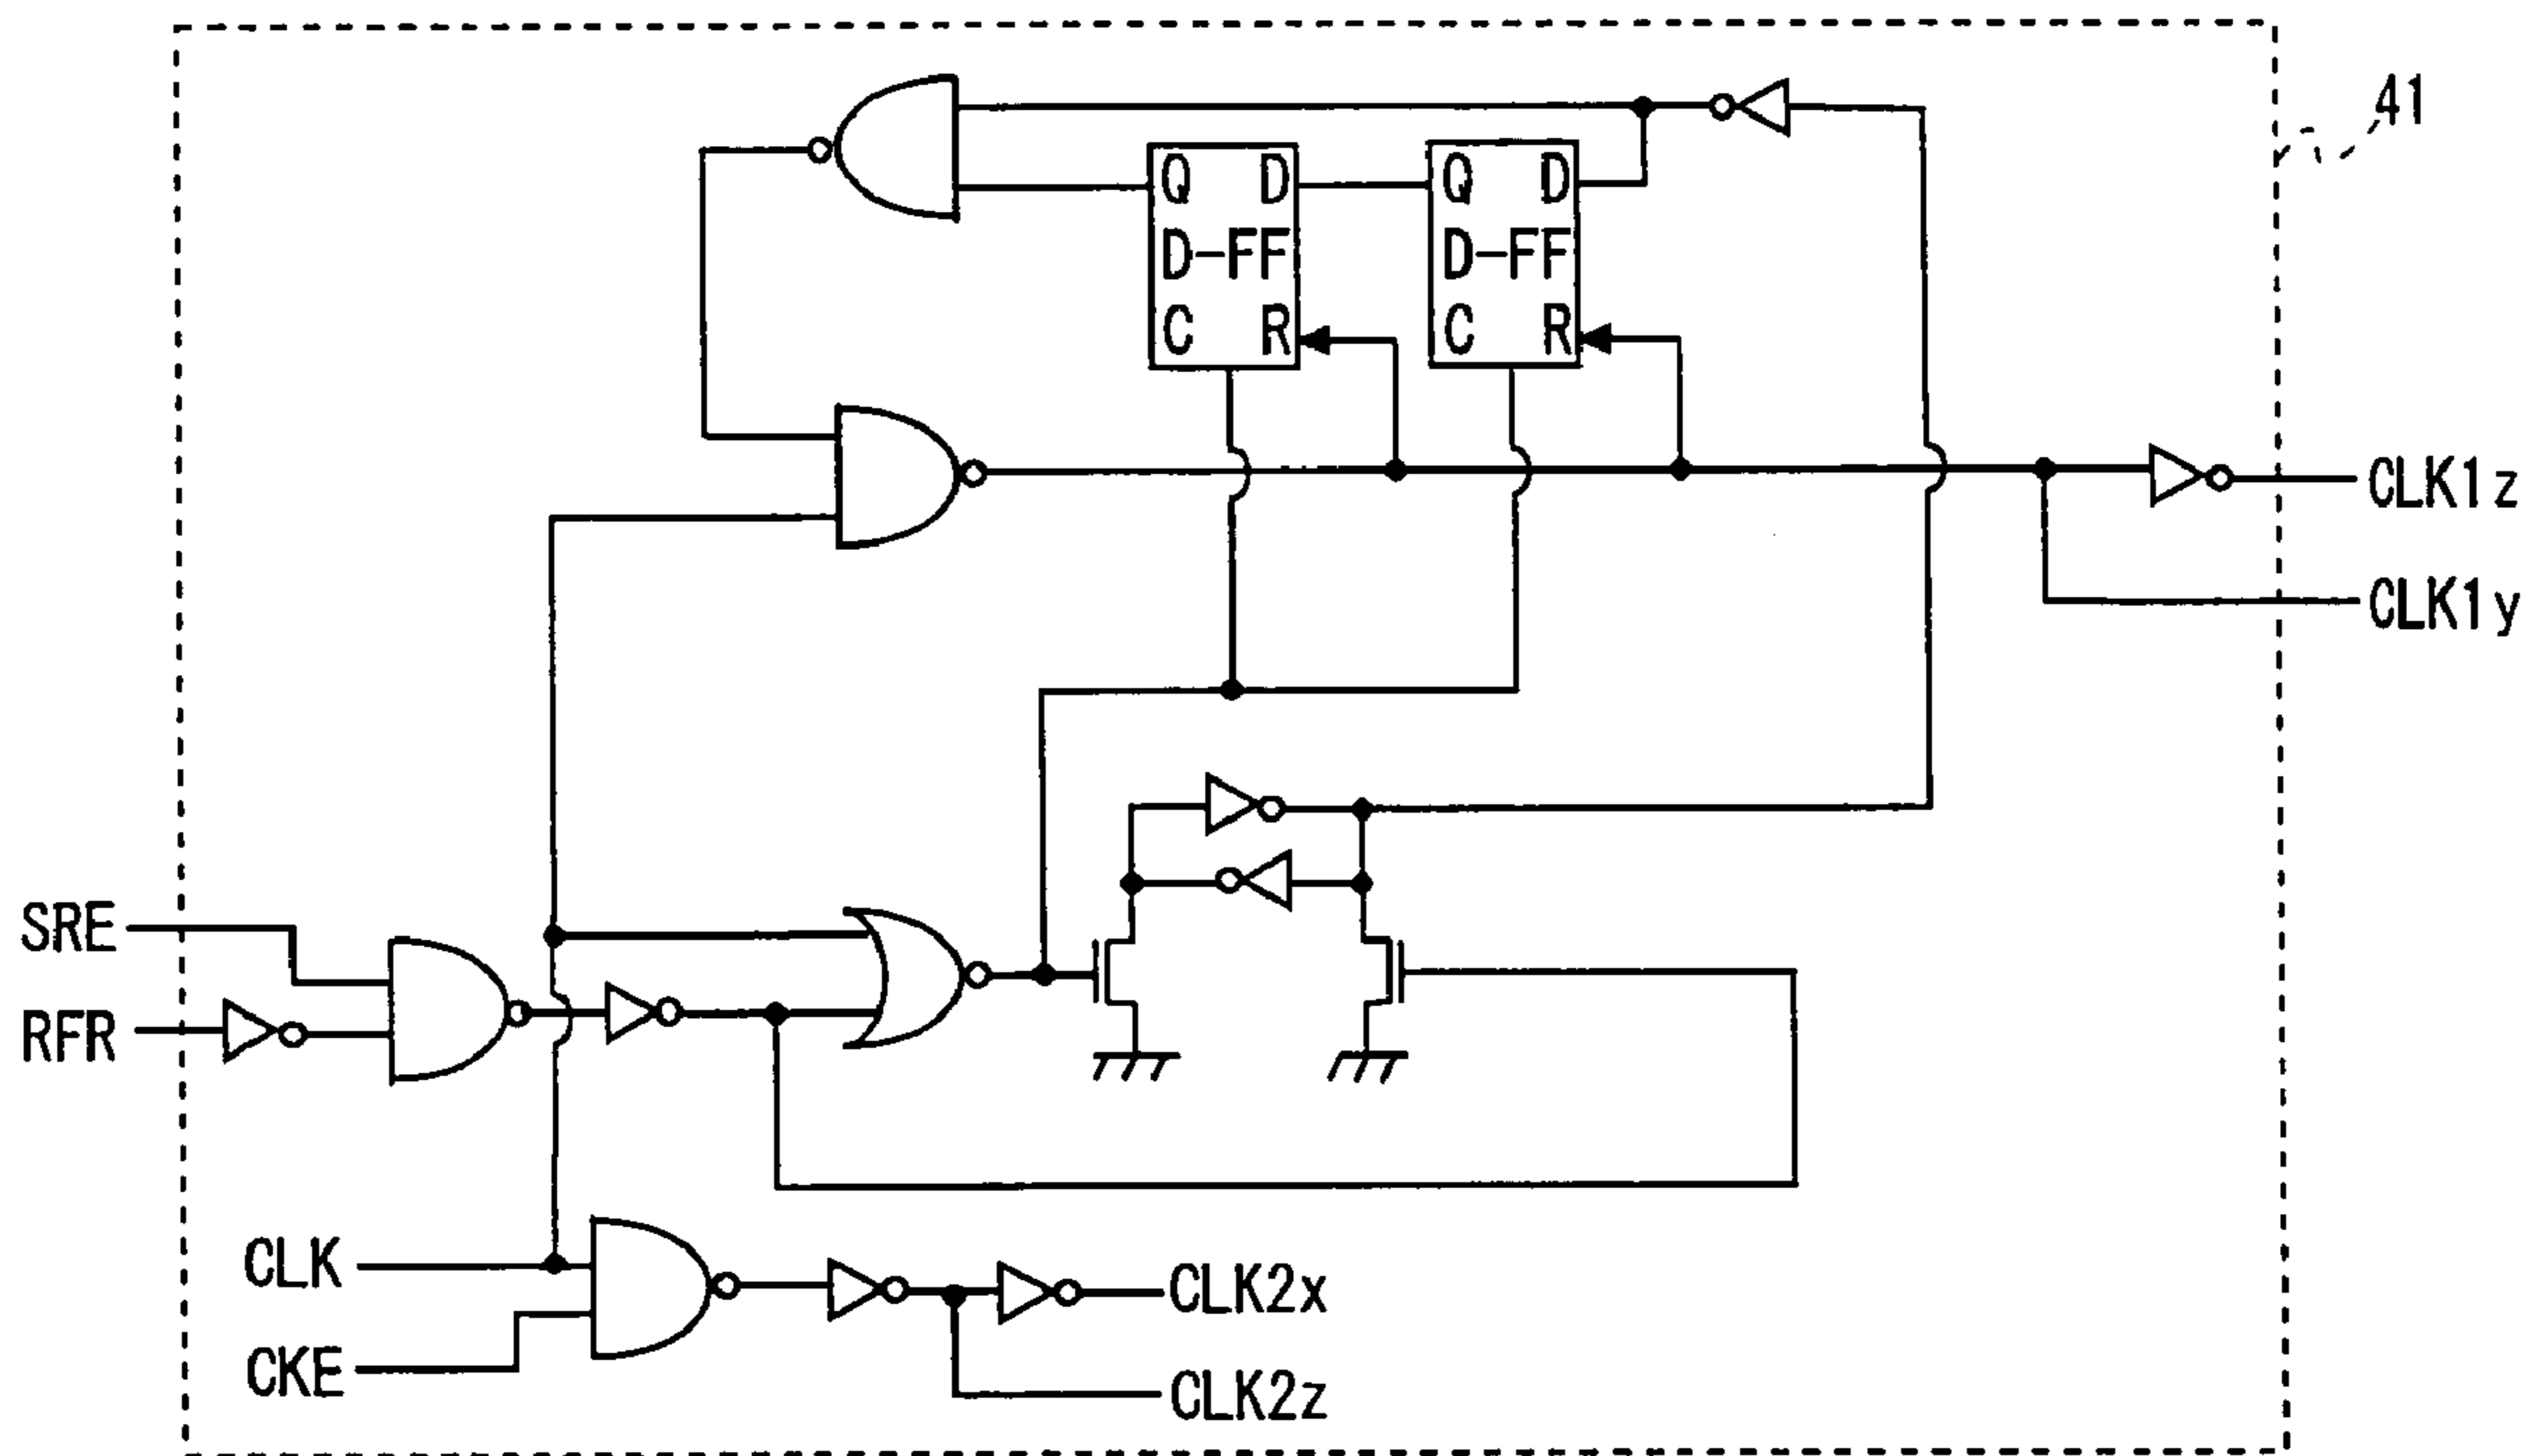 41
Q D
D-FF
C R
Q D
D-FF
C R
CLK1z
CLK1y
SRE
RFR
CLK
CKE
CLK2x
CLK2z